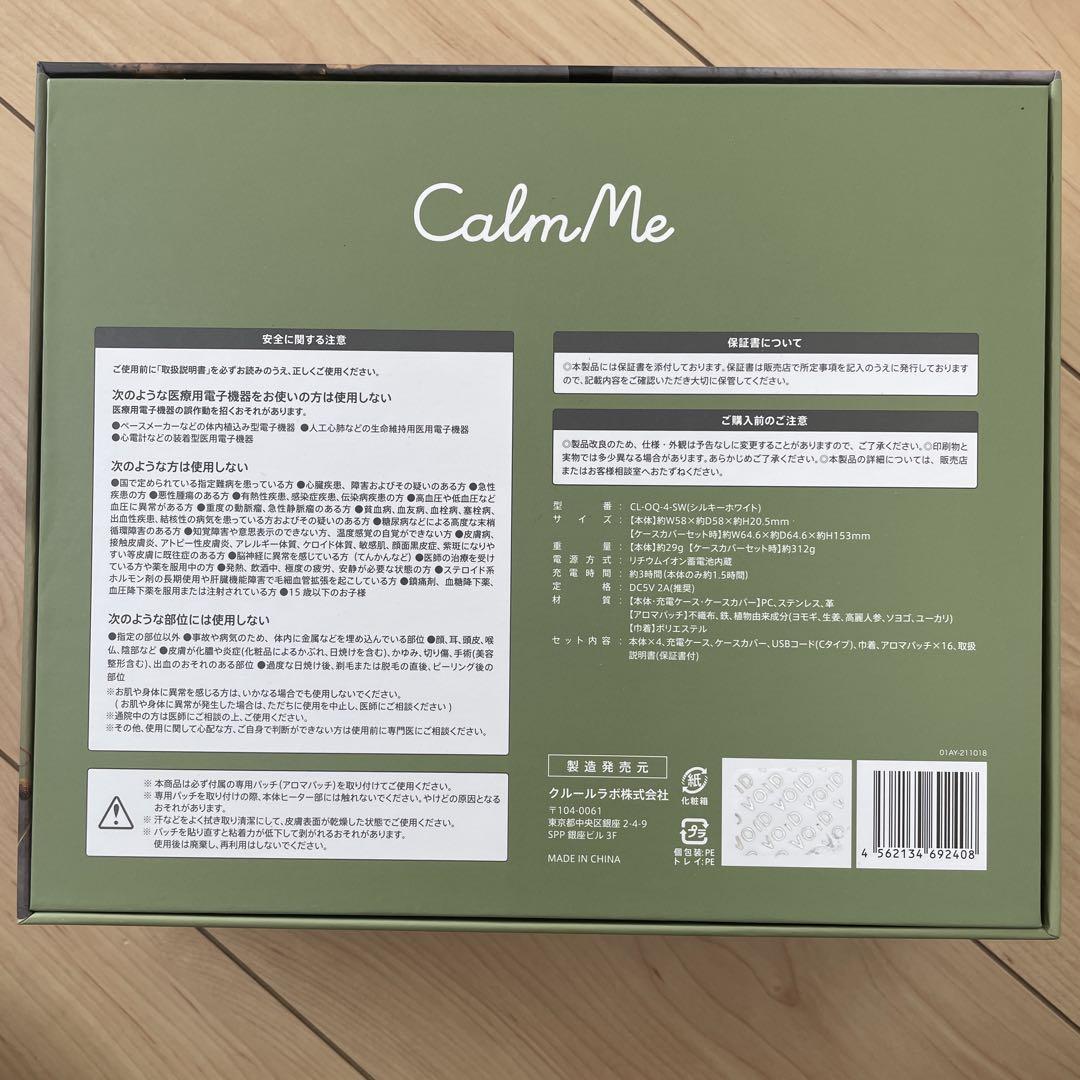 CalmMe
安全に関する注意
ご使用前に「取扱説明書」を必ずお読みのうえ、正しくご使用ください。
次のような医療用電子機器をお使いの方は使用しない
医療用電子機器の誤作動を招くおそれがあります。
●ペースメーカーなどの体内植込み型電子機器 ●人工心肺などの生命維持用医用電子機器
●心電計などの装着型医用電子機器
次のような方は使用しない
●国で定められている指定難病を患っている方 ●心臓疾患、障害およびその疑いのある方 ●急性
疾患の方 ●悪性腫瘍のある方 ●有熱性疾患、感染症疾患、伝染病疾患の方 ●高血圧や低血圧など
血圧に異常がある方 ●重度の動脈瘤、急性静脈瘤のある方 ●貧血病、血友病、血栓病、塞栓病、
出血性疾患、結核性の病気を患っている方およびその疑いのある方 ●糖尿病などによる高度な末梢
循環障害のある方 ●知覚障害や意思表示のできない方、温度感覚の自覚ができない方 ●皮膚病、
接触皮膚炎、アトピー性皮膚炎、アレルギー体質、ケロイド体質、敏感肌、顔面黒皮症、紫斑になりや
すい等皮膚に既往症のある方 ●脳神経に異常を感じている方(てんかんなど) ●医師の治療を受け
ている方や薬を服用中の方 ●発熱、飲酒中、極度の疲労、安静が必要な状態の方 ●ステロイド系
ホルモン剤の長期使用や肝臓機能障害で毛細血管拡張を起こしている方 ●鎮痛剤、血糖降下薬、
血圧降下薬を服用または注射されている方 ●15歳以下のお子様
次のような部位には使用しない
●指定の部位以外 ●事故や病気のため、体内に金属などを埋め込んでいる部位 ●顔、耳、頭皮、喉
仏、陰部など ●皮膚が化膿や炎症(化粧品によるかぶれ、日焼けを含む)、かゆみ、切り傷、手術(美容
整形含む)、出血のおそれのある部位 ●過度な日焼け後、剃毛または脱毛の直後、ピーリング後の
部位
※お肌や身体に異常を感じる方は、いかなる場合でも使用しないでください。
(お肌や身体に異常が発生した場合は、ただちに使用を中止し、医師にご相談ください)
※通院中の方は医師にご相談の上、ご使用ください。
※その他、使用に関して心配な方、ご自身で判断ができない方は使用前に専門医にご相談ください。
※ 本商品は必ず付属の専用パッチ(アロマパッチ)を取り付けてご使用ください。
※ 専用パッチを取り付けの際、本体ヒーター部には触れないでください。やけどの原因となる
おそれがあります。
※ 汗などをよく拭き取り清潔にして、皮膚表面が乾燥した状態でご使用ください。
※ パッチを貼り直すと粘着力が低下して剥がれるおそれがあります。
使用後は廃棄し、再利用はしないでください。
保証書について
◎本製品には保証書を添付しております。保証書は販売店で所定事項を記入のうえに発行しております
ので、記載内容をご確認いただき大切に保管してください。
ご購入前のご注意
◎製品改良のため、仕様・外観は予告なしに変更することがありますので、ご了承ください。◎印刷物と
実物では多少異なる場合があります。あらかじめご了承ください。◎本製品の詳細については、販売店
またはお客様相談室へおたずねください。
型番:CL-OQ-4-SW(シルキーホワイト)
サイズ:【本体】約W58×約D58×約H20.5mm
【ケースカバーセット時】約W64.6×約D64.6×約H153mm
重量:【本体】約29g【ケースカバーセット時】約312g
電源方式:リチウムイオン蓄電池内蔵
充電時間:約3時間(本体のみ約1.5時間)
定格:DC5V 2A(推奨)
材質:【本体・充電ケース・ケースカバー】PC、ステンレス、革
【アロマパッチ】不織布、鉄、植物由来成分(ヨモギ、生姜、高麗人参、ソヨゴ、ユーカリ)
【巾着】ポリエステル
セット内容:本体×4、充電ケース、ケースカバー、USBコード(Cタイプ)、巾着、アロマパッチ×16、取扱
説明書(保証書付)
01AY-211018
製造発売元
クルールラボ株式会社
〒104-0061
東京都中央区銀座 2-4-9
SPP 銀座ビル 3F
MADE IN CHINA
紙
化粧箱
プラ
個包装:PE
トレイ:PE
VOID VOID VOID
4 562134 692408